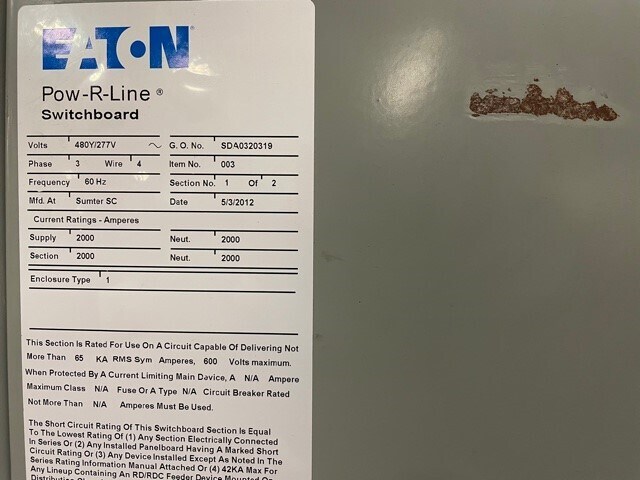 EATON
Pow-R-Line ®
Switchboard
Volts 480Y/277V ~ G. O. No. SDA0320319
Phase 3 Wire 4 Item No. 003
Frequency 60 Hz Section No. 1 Of 2
Mfd. At Sumter SC Date 5/3/2012
Current Ratings - Amperes
Supply 2000 Neut. 2000
Section 2000 Neut. 2000
Enclosure Type 1
This Section Is Rated For Use On A Circuit Capable Of Delivering Not
More Than 65 KA RMS Sym Amperes, 600 Volts maximum.
When Protected By A Current Limiting Main Device, A N/A Ampere
Maximum Class N/A Fuse Or A Type N/A Circuit Breaker Rated
Not More Than N/A Amperes Must Be Used.
The Short Circuit Rating Of This Switchboard Section Is Equal
To The Lowest Rating Of (1) Any Section Electrically Connected
In Series Or (2) Any Installed Panelboard Having A Marked Short
Circuit Rating Or (3) Any Device Installed Except As Noted In The
Series Rating Information Manual Attached Or (4) 42KA Max For
Any Lineup Containing An RD/RDC Feeder Device Mounted On